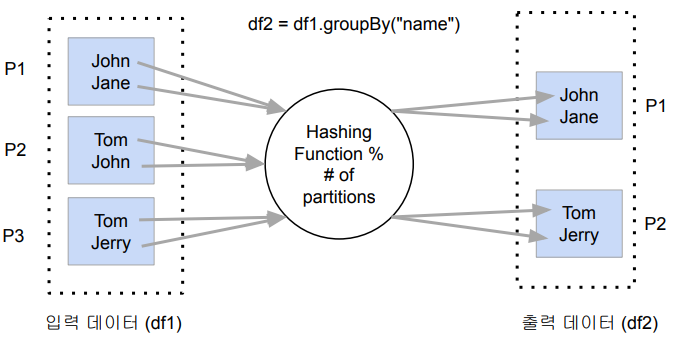 df2 = df1.groupBy("name")
P1
John
Jane
P2
Tom
John
P3
Tom
Jerry
Hashing
Function %
# of
partitions
John
Jane
P1
Tom
Jerry
P2
입력 데이터 (df1)
출력 데이터 (df2)